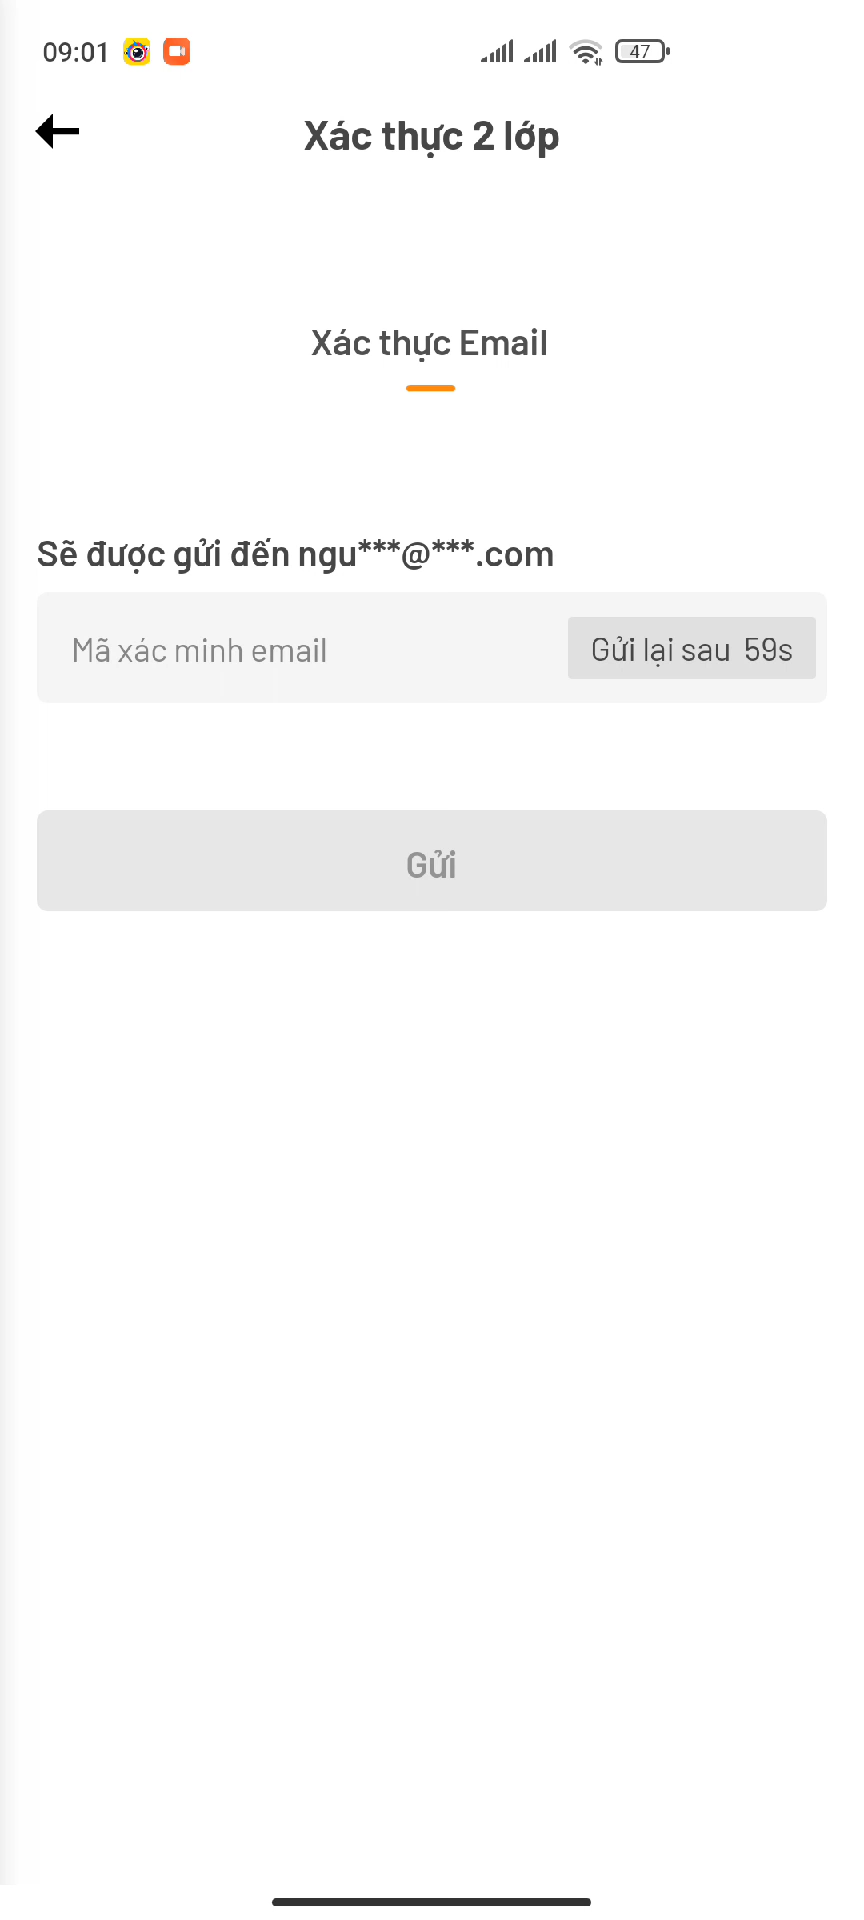 09:01
47
Xác thực 2 lớp
Xác thực Email
Sẽ được gửi đến ngu***@***.com
Mã xác minh email
Gửi lại sau 59s
Gửi